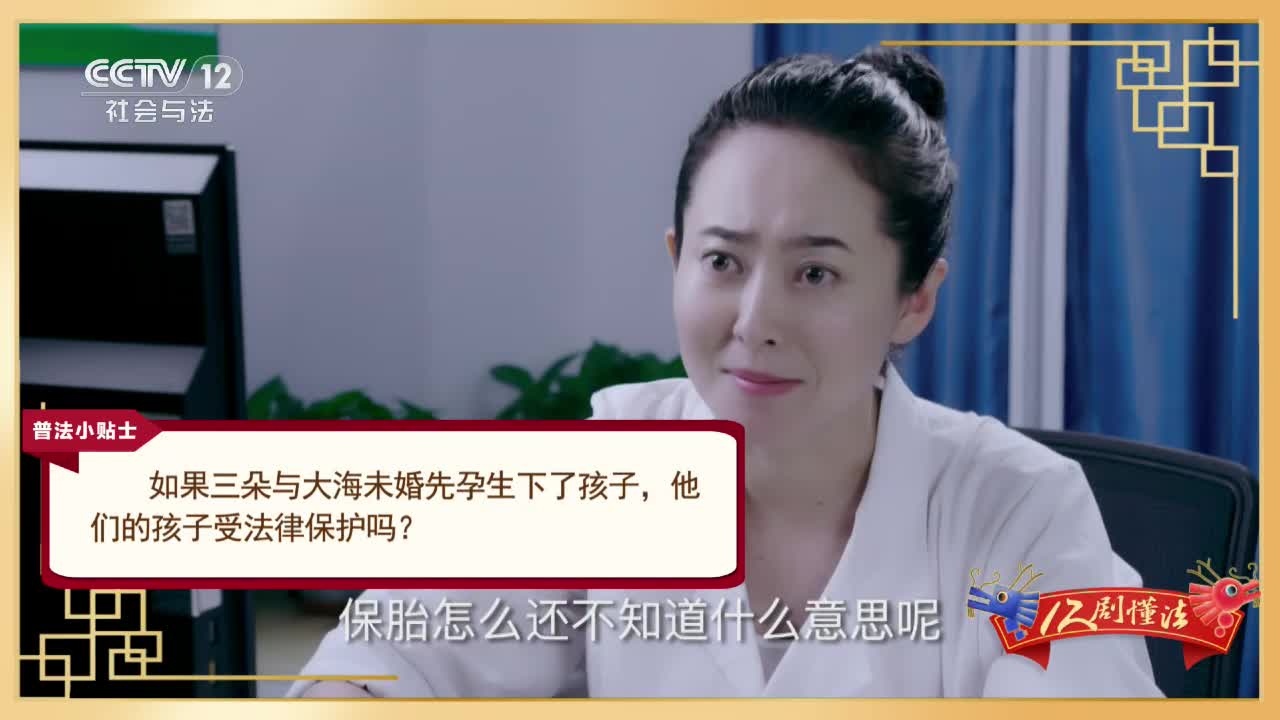 CCTV 12
社会与法
普法小贴士
如果三朵与大海未婚先孕生下了孩子，他
们的孩子受法律保护吗？
保胎怎么还不知道什么意思呢
12剧懂法